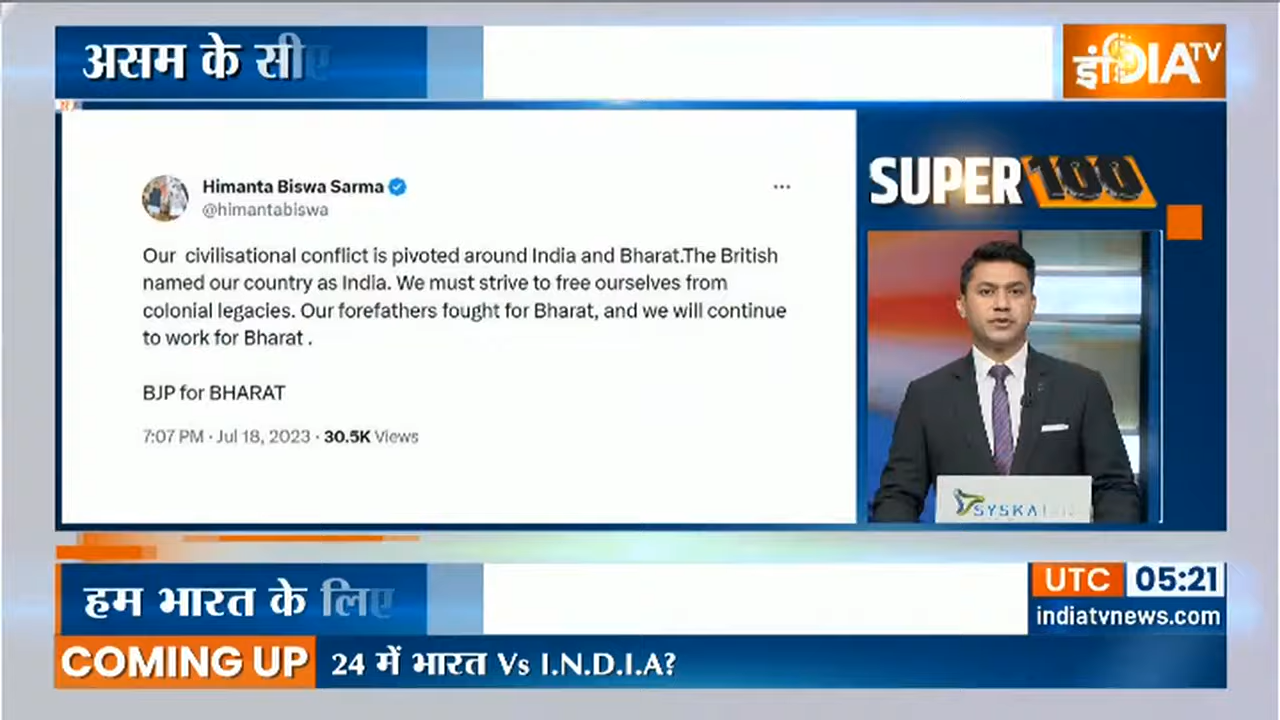 असम के सीए
इंDIA TV
Himanta Biswa Sarma
@himantabiswa
Our civilisational conflict is pivoted around India and Bharat.The British
named our country as India. We must strive to free ourselves from
colonial legacies. Our forefathers fought for Bharat, and we will continue
to work for Bharat .
BJP for BHARAT
7:07 PM · Jul 18, 2023 · 30.5K Views
SUPER 100
SYSKA
हम भारत के लिए
UTC 05:21
indiatvnews.com
COMING UP 24 में भारत Vs I.N.D.I.A?